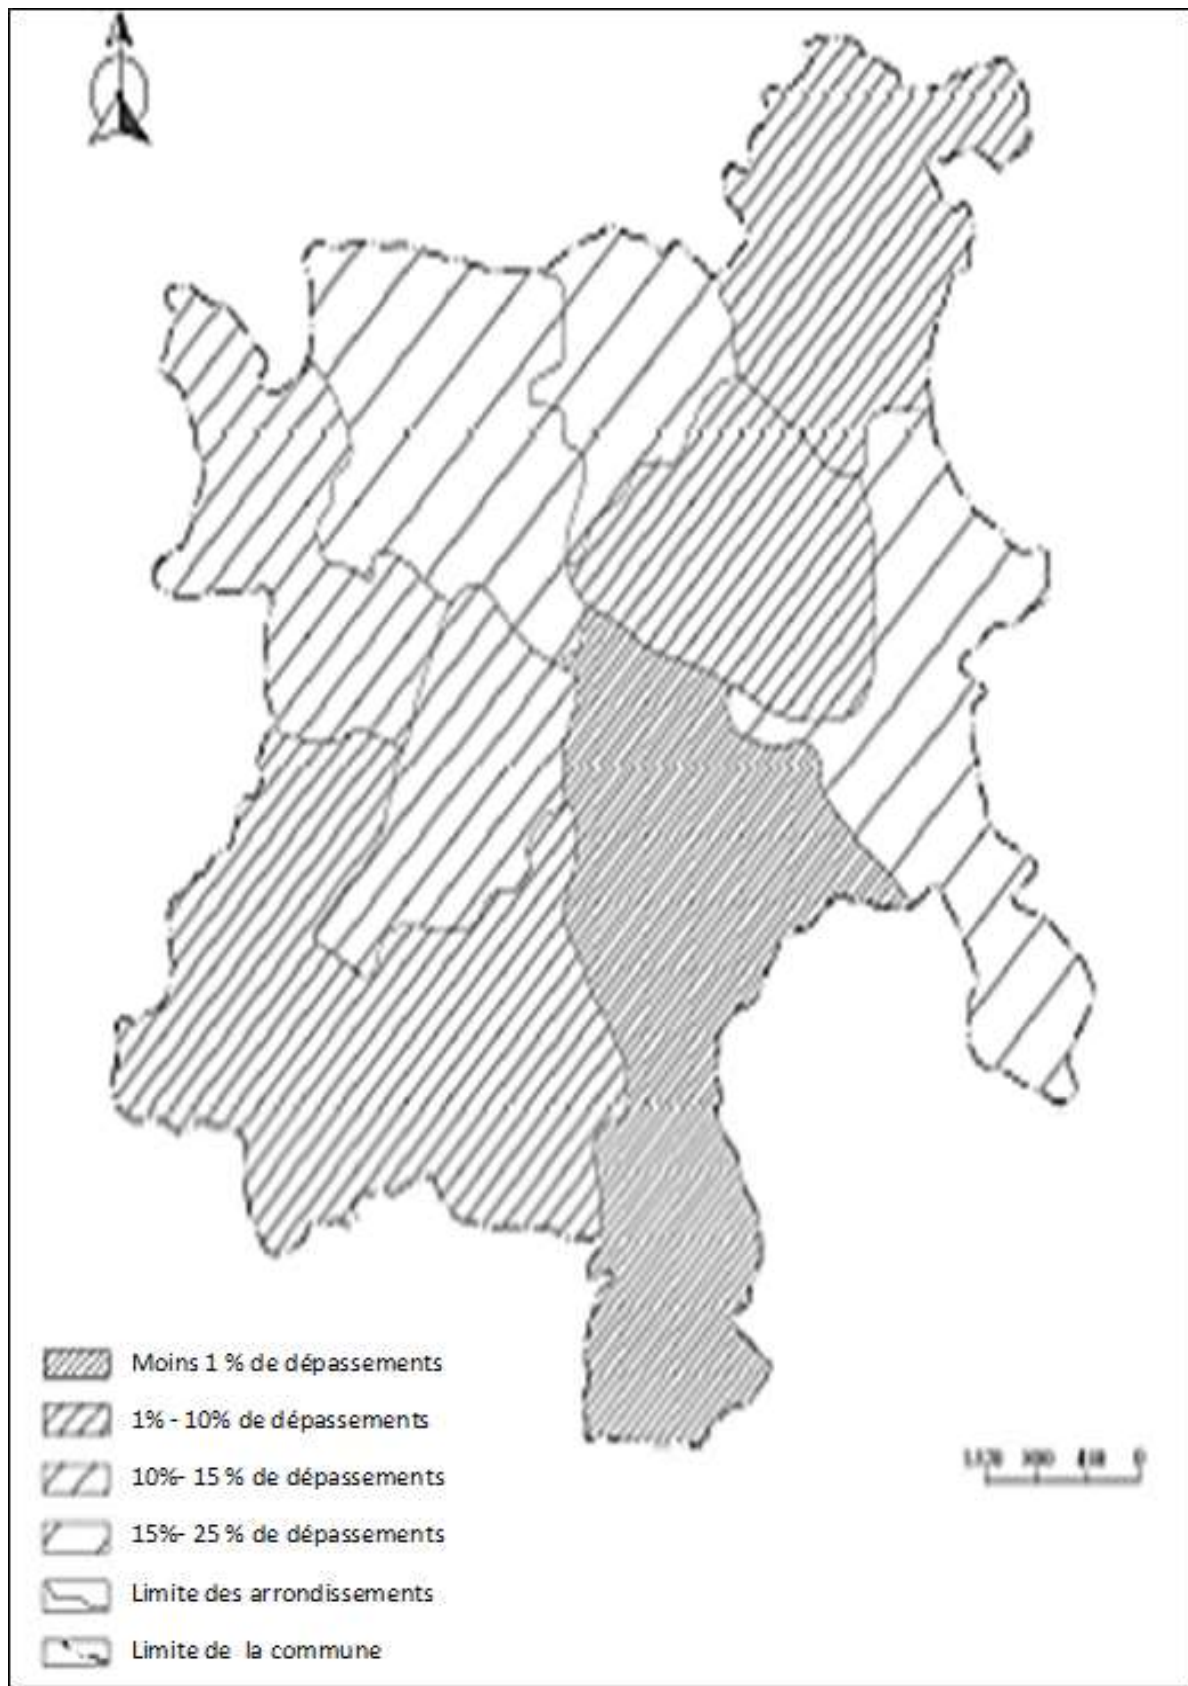 Moins 1 % de dépassements
1% - 10% de dépassements
10%- 15 % de dépassements
15%- 25 % de dépassements
Limite des arrondissements
Limite de la commune
0